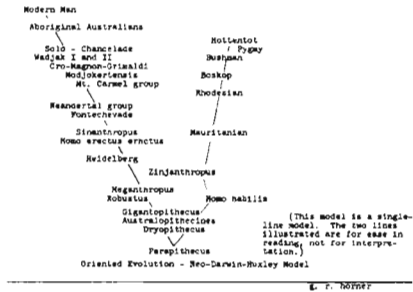 Modern Man
Aboriginal Australians
Solo - Chancelade
Wadjak I and II
Cro-Magnon-Grimaldi
Modjokertensis
Mt. Carmel group
Neandertal group
Fontechevade
Sinanthropus
Homo erectus erectus
Heidelberg
Meganthropus
Robustus
Hottentot
Pygmy
Bushman
Boskop
Rhodesian
Mauritanian
Zinjanthropus
Homo habilis
Gigantopithecus
Australopithecides
Dryopithecus
Parapithecus
(This model is a single-
line model. The two lines
illustrated are for ease in
reading, not for interpre-
tation.)
Oriented Evolution - Neo-Darwin-Huxley Model
g. r. horner